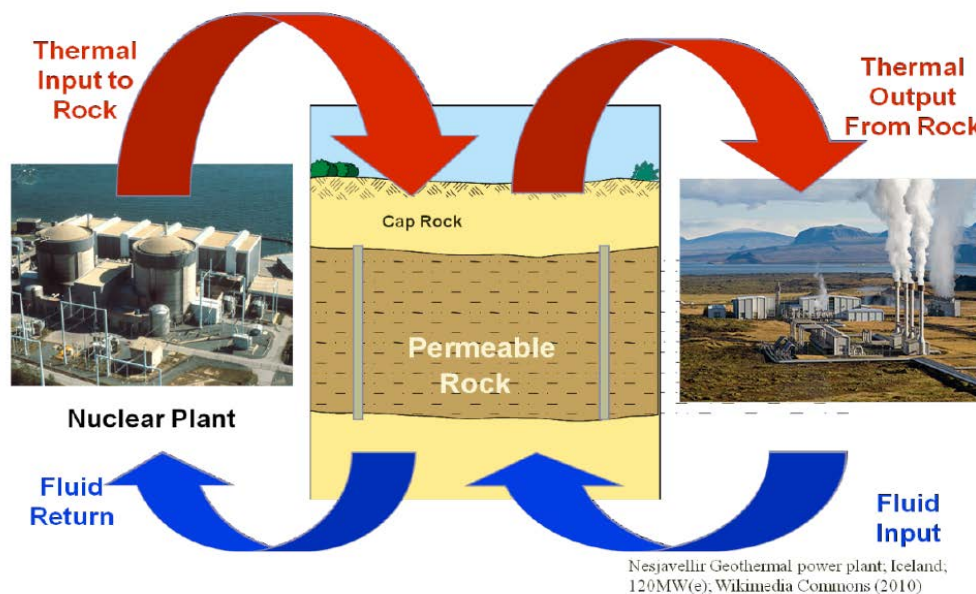 Thermal
Input to
Rock
Thermal
Output
From Rock
Cap Rock
Permeable
Rock
Nuclear Plant
Fluid
Return
Fluid
Input
Nesjavellir Geothermal power plant; Iceland;
120MW(e); Wikimedia Commons (2010)